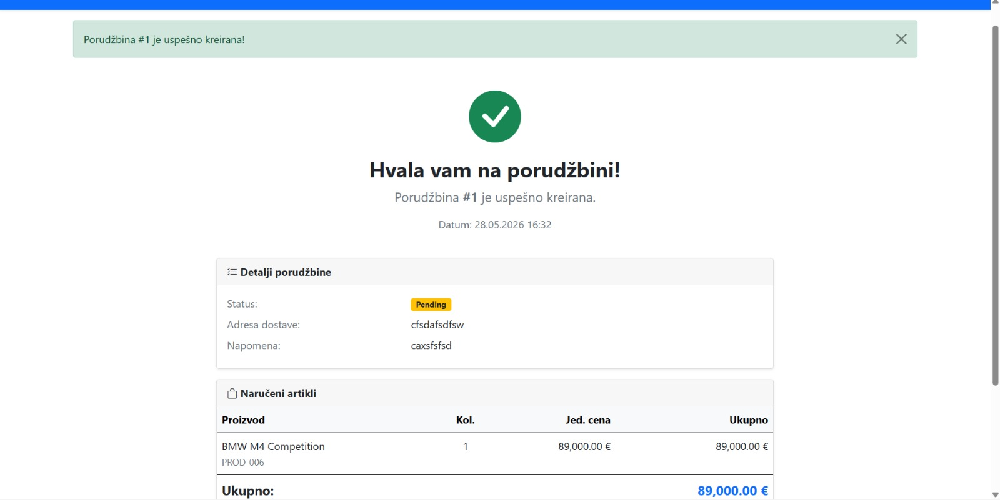 Porudžbina #1 je uspešno kreirana!
Hvala vam na porudžbini!
Porudžbina #1 je uspešno kreirana.
Datum: 28.05.2026 16:32
Detalji porudžbine
Status: Pending
Adresa dostave: cfsdafsdfsw
Napomena: caxsfsfsd
Naručeni artikli
Proizvod Kol. Jed. cena Ukupno
BMW M4 Competition 1 89,000.00 € 89,000.00 €
PROD-006
Ukupno: 89,000.00 €